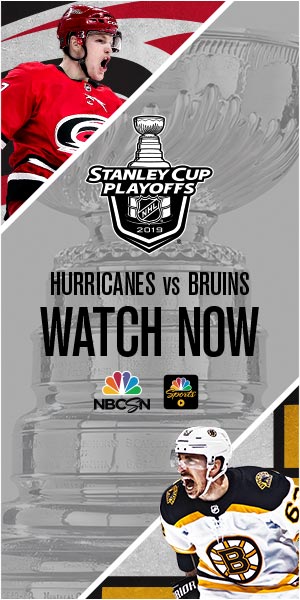 STANLEY CUP
PLAYOFFS
NHL
2019
HURRICANES VS BRUINS
WATCH NOW
NBCSN
Sports
B